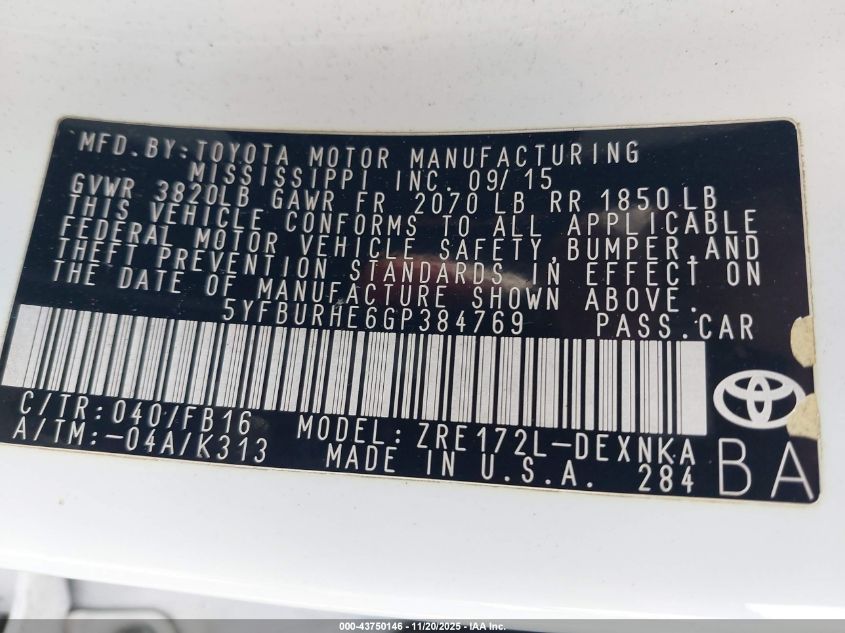 MFD.BY:TOYOTA MOTOR MANUFACTURING
MISSISSIPPI INC. 09/15
GVWR 3820LB GAWR FR 2070 LB RR 1850 LB
THIS VEHICLE CONFORMS TO ALL APPLICABLE
FEDERAL MOTOR VEHICLE SAFETY,BUMPER,AND
THEFT PREVENTION STANDARDS IN EFFECT ON
THE DATE OF MANUFACTURE SHOWN ABOVE.
5YFBURHE6GP384769 PASS.CAR
C/TR:040/FB16 MODEL:ZRE172L-DEXNKA
A/TM:-04A/K313 MADE IN U.S.A. 284 BA
000-43750146 - 11/20/2025 - IAA Inc.